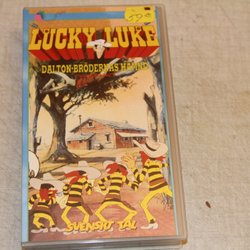 LUCKY LUKE
DALTON-BRÖDERNAS HÄMND
SVENSKT TAL